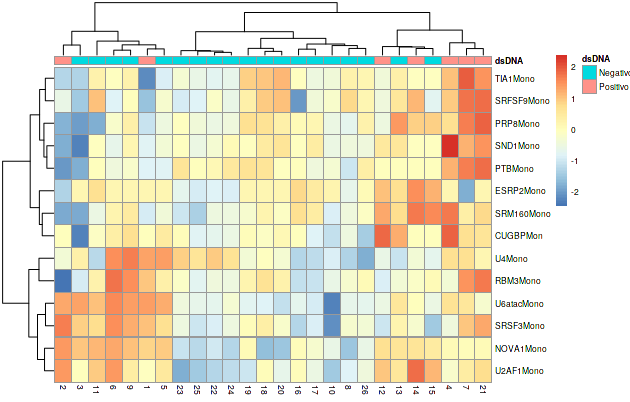 dsDNA
TIA1Mono
SRFSF9Mono
PRP8Mono
SND1Mono
PTBMono
ESRP2Mono
SRM160Mono
CUGBPMono
U4Mono
RBM3Mono
U6atacMono
SRSF3Mono
NOVA1Mono
U2AF1Mono
2 3 11 6 9 1 5 23 25 22 24 19 18 20 16 17 10 8 26 12 13 14 15 4 7 21
2
1
0
-1
-2
dsDNA
Negativo
Positivo